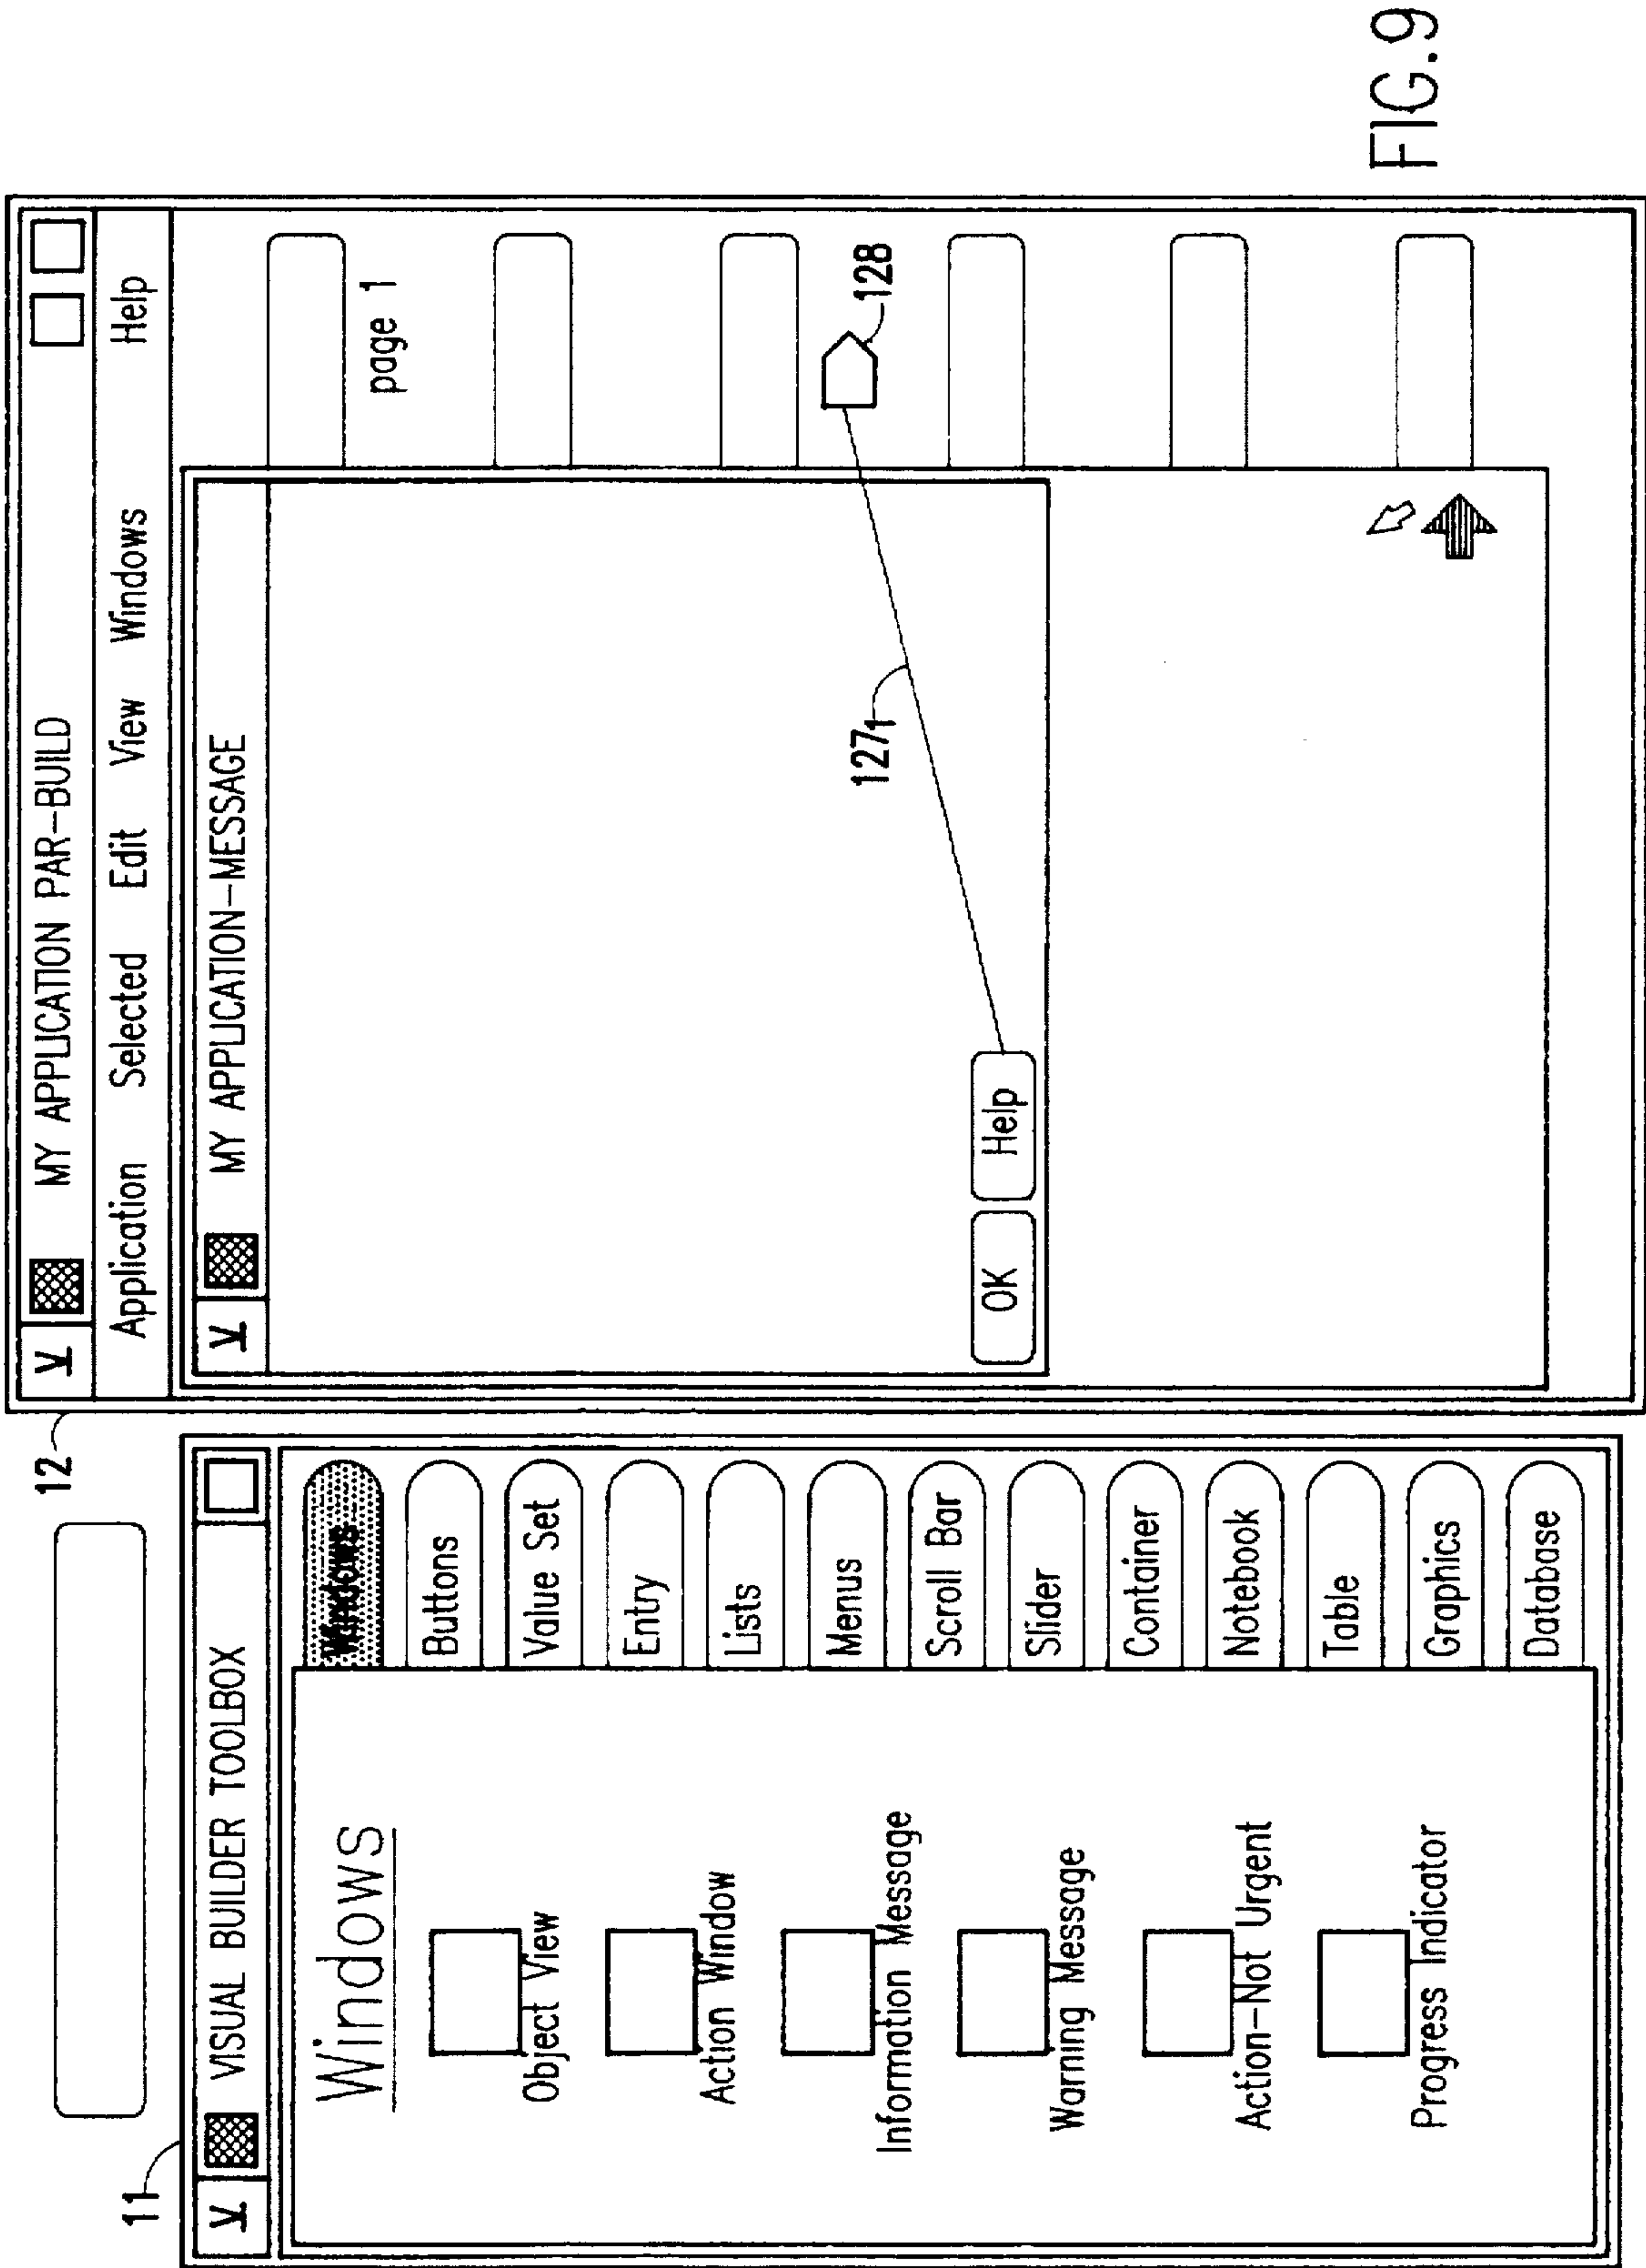 11
V VISUAL BUILDER TOOLBOX
Windows
Object View
Action Window
Information Message
Warning Message
Action-Not Urgent
Progress Indicator
Windows
Buttons
Value Set
Entry
Lists
Menus
Scroll Bar
Slider
Container
Notebook
Table
Graphics
Database
12
V MY APPLICATION PAR-BUILD
Application Selected Edit View Windows Help
V MY APPLICATION-MESSAGE
page 1
OK Help
127
128
FIG.9